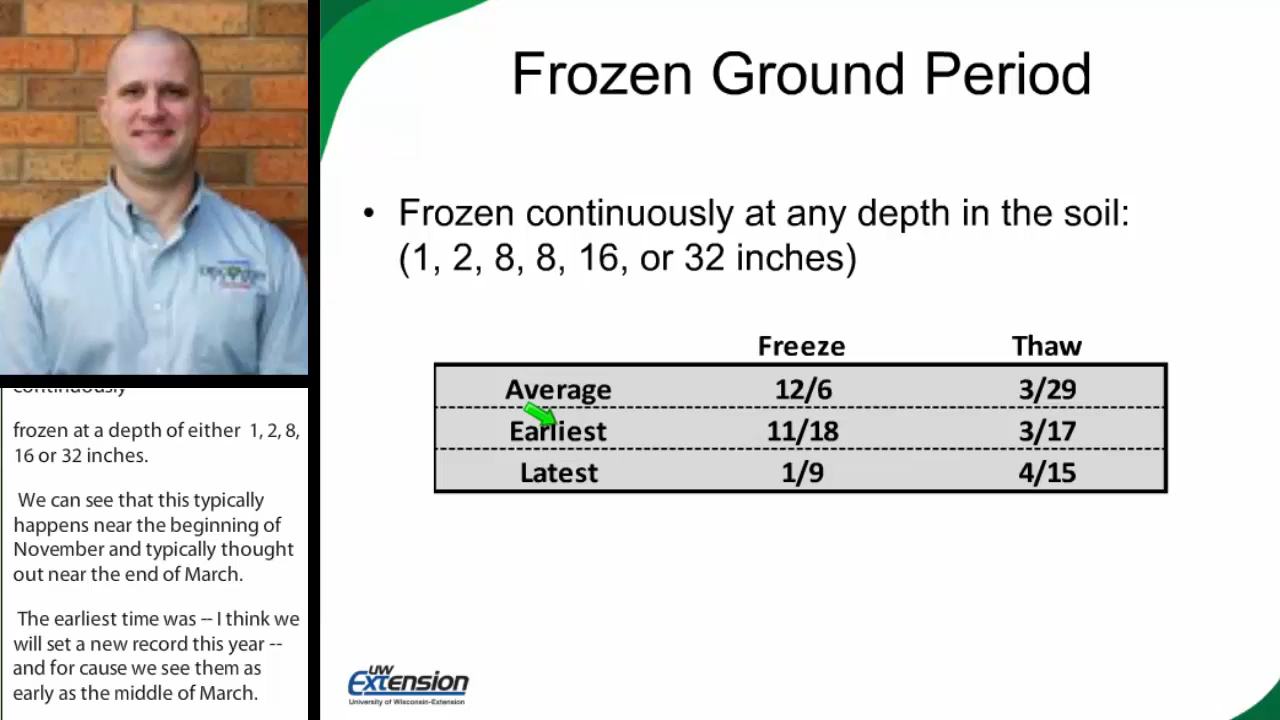 Frozen Ground Period
• Frozen continuously at any depth in the soil:
(1, 2, 8, 8, 16, or 32 inches)
Freeze Thaw
Average 12/6 3/29
Earliest 11/18 3/17
Latest 1/9 4/15
UW
Extension
University of Wisconsin-Extension
continuously
frozen at a depth of either 1, 2, 8,
16 or 32 inches.
We can see that this typically
happens near the beginning of
November and typically thought
out near the end of March.
The earliest time was -- I think we
will set a new record this year --
and for cause we see them as
early as the middle of March.